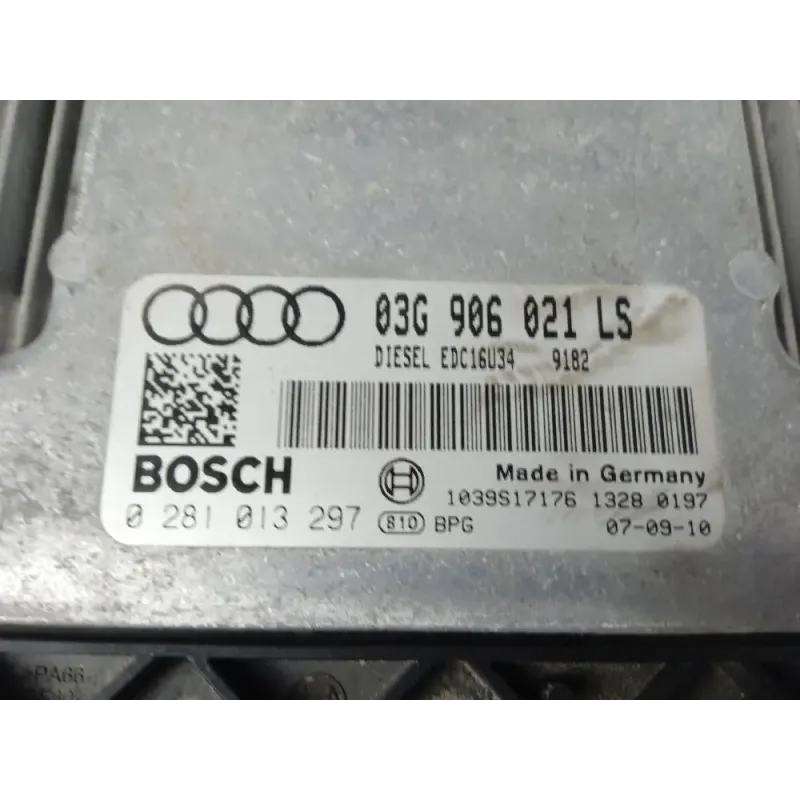 03G 906 021 LS
DIESEL EDC16U34 9182
BOSCH
Made in Germany
1039S17176 1328 0197
0 281 013 297 810 BPG 07-09-10
PA66